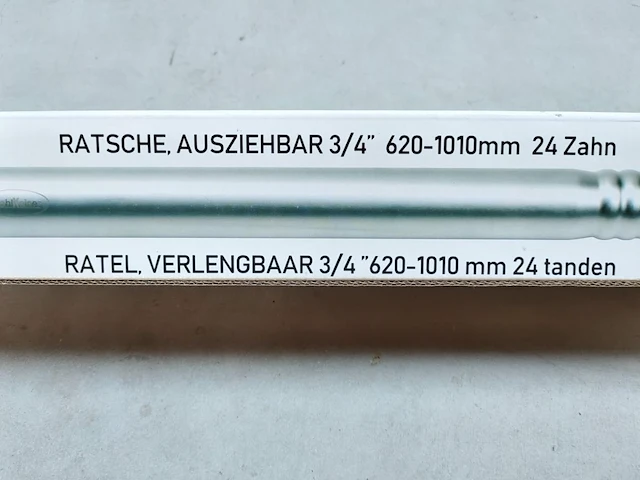 RATSCHE, AUSZIEHBAR 3/4” 620-1010mm 24 Zahn
RATEL, VERLENGBAAR 3/4 ”620-1010 mm 24 tanden